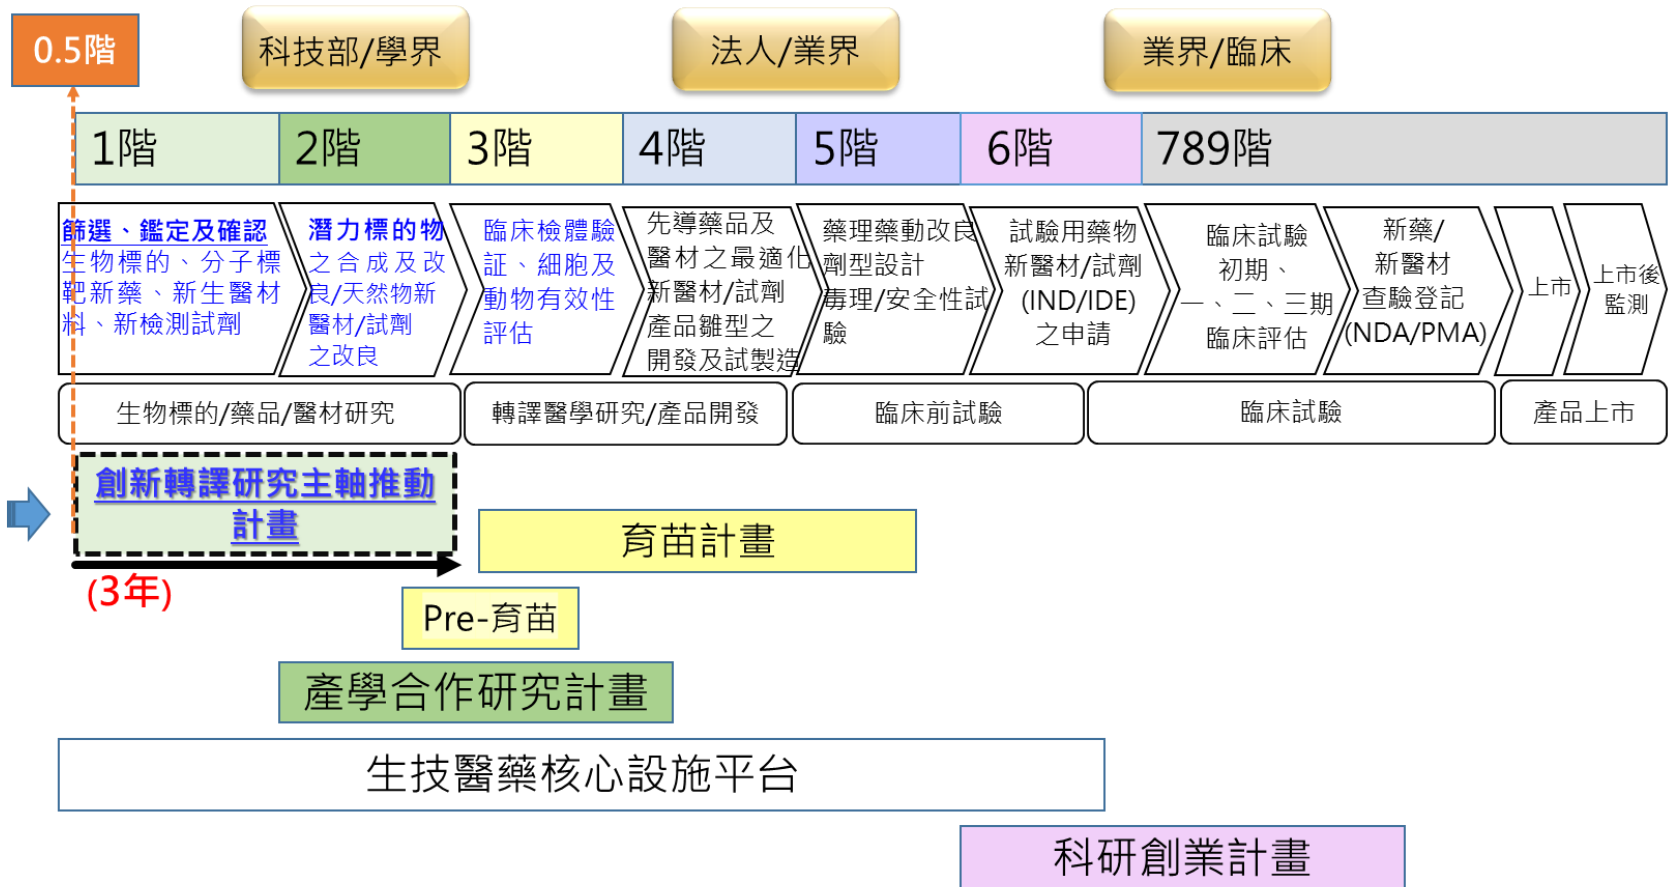 0.5階
科技部/學界
法人/業界
業界/臨床
1階
2階
3階
4階
5階
6階
789階
篩選、鑑定及確認
生物標的、分子標
靶新藥、新生醫材
料、新檢測試劑
潛力標的物
之合成及改
良/天然物新
醫材/試劑
之改良
臨床檢體驗
証、細胞及
動物有效性
評估
先導藥品及
醫材之最適化
新醫材/試劑
產品雛型之
開發及試製造
藥理藥動改良
劑型設計
毒理/安全性試
驗
試驗用藥物
新醫材/試劑
(IND/IDE)
之申請
臨床試驗
初期、
一、二、三期
臨床評估
新藥/
新醫材
查驗登記
(NDA/PMA)
上市
上市後
監測
生物標的/藥品/醫材研究
轉譯醫學研究/產品開發
臨床前試驗
臨床試驗
產品上市
創新轉譯研究主軸推動
計畫
(3年)
育苗計畫
Pre-育苗
產學合作研究計畫
生技醫藥核心設施平台
科研創業計畫